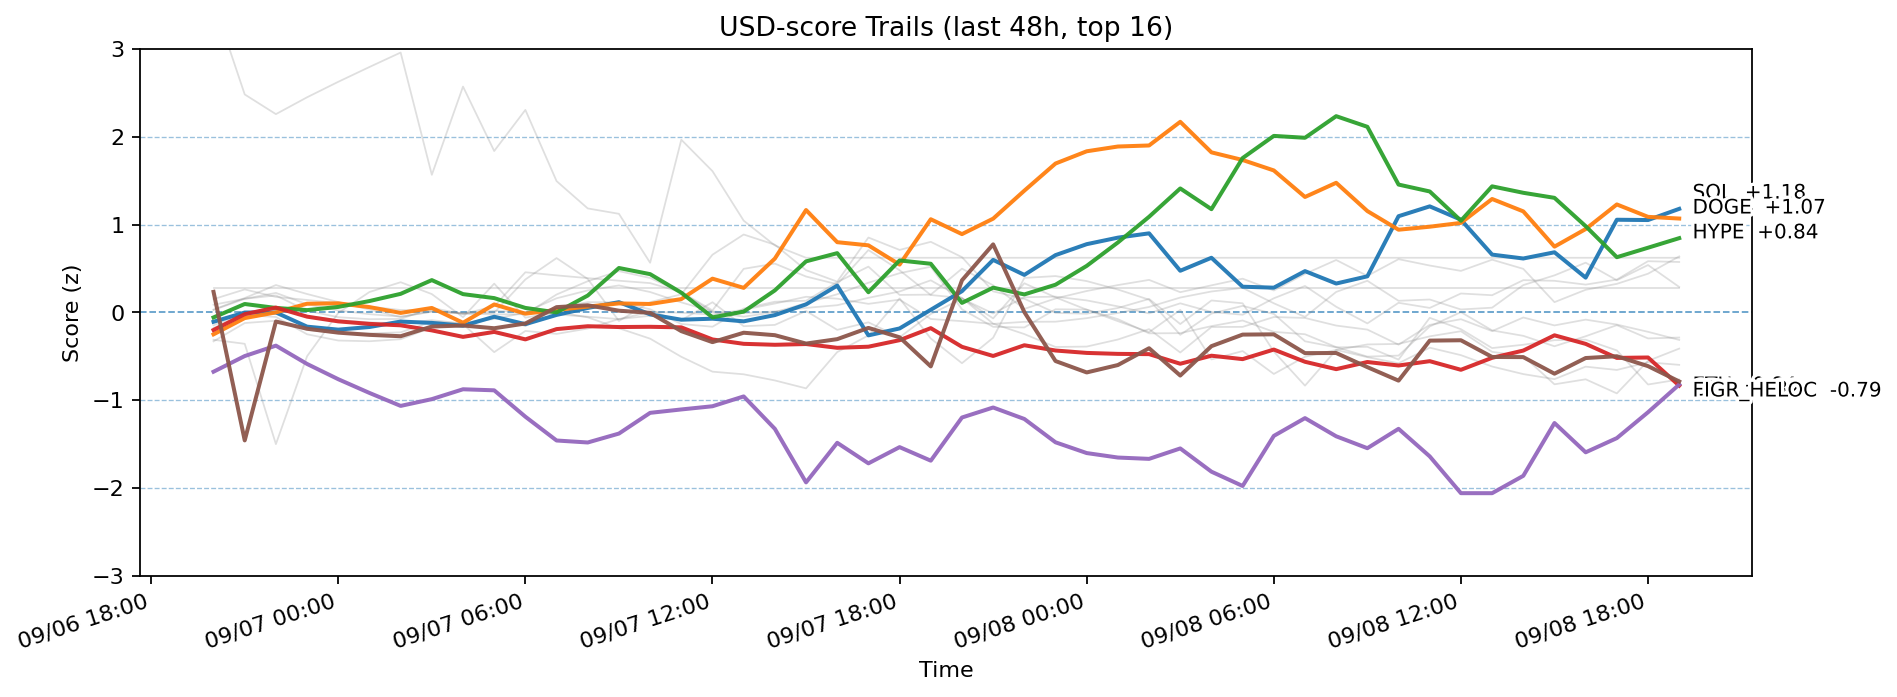 USD-score Trails (last 48h, top 16)
3
2
1
0
−1
−2
−3
Score (z)
SOL +1.18
DOGE +1.07
HYPE +0.84
FIGR_HELOC -0.79
09/06 18:00
09/07 00:00
09/07 06:00
09/07 12:00
09/07 18:00
09/08 00:00
09/08 06:00
09/08 12:00
09/08 18:00
Time